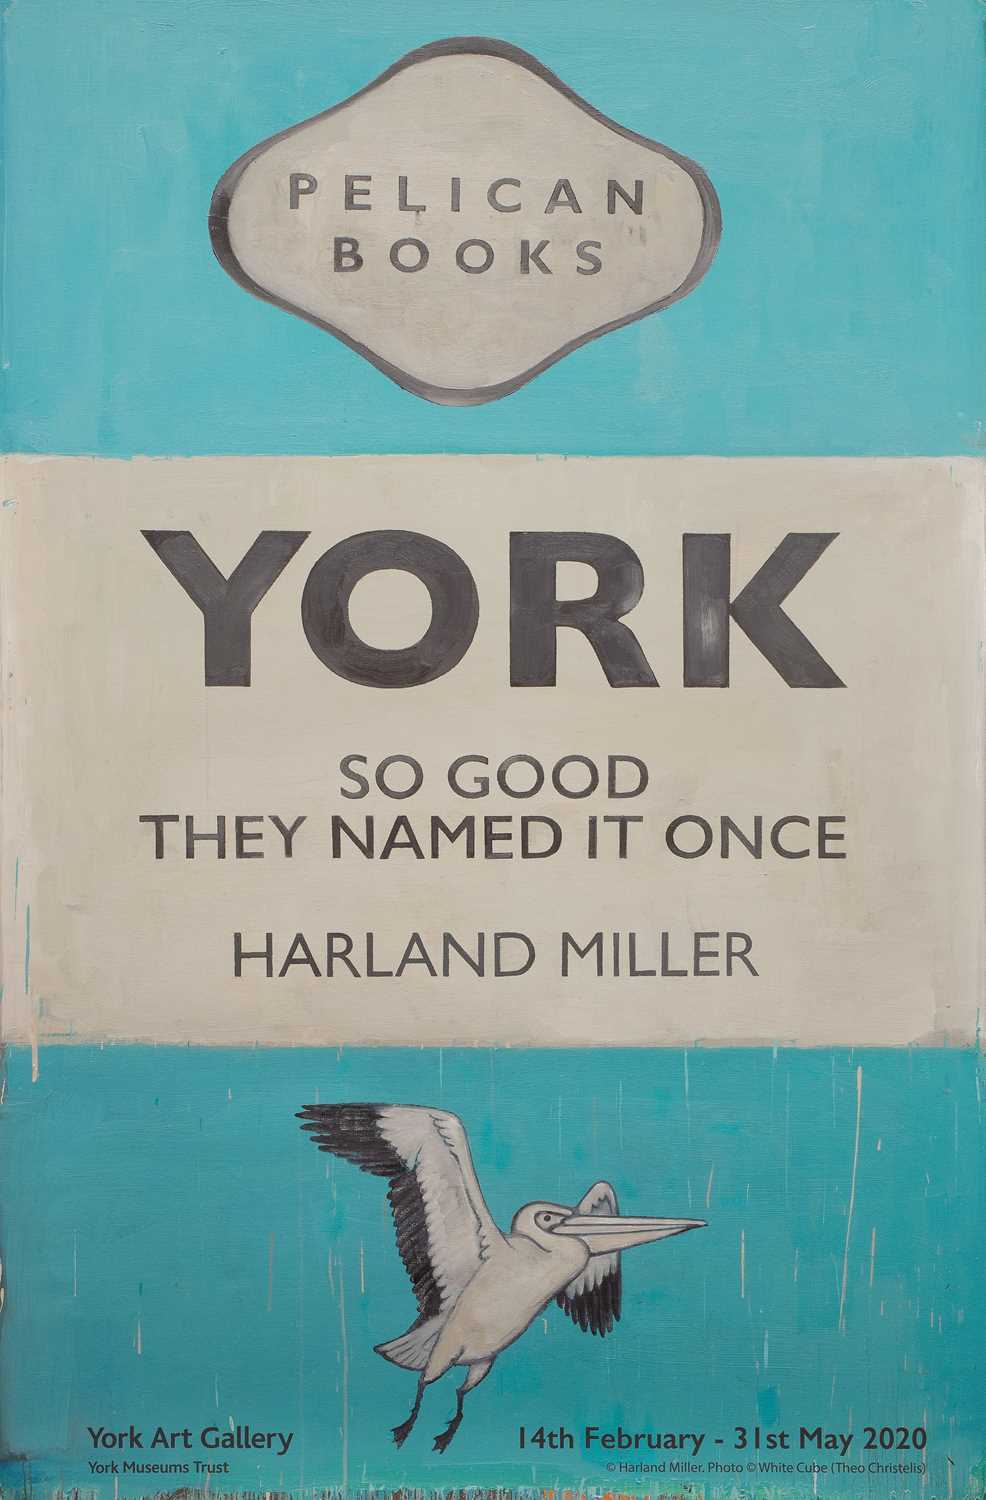 PELICAN
BOOKS
YORK
SO GOOD
THEY NAMED IT ONCE
HARLAND MILLER
York Art Gallery
York Museums Trust
14th February - 31st May 2020
© Harland Miller. Photo © White Cube (Theo Christelis)